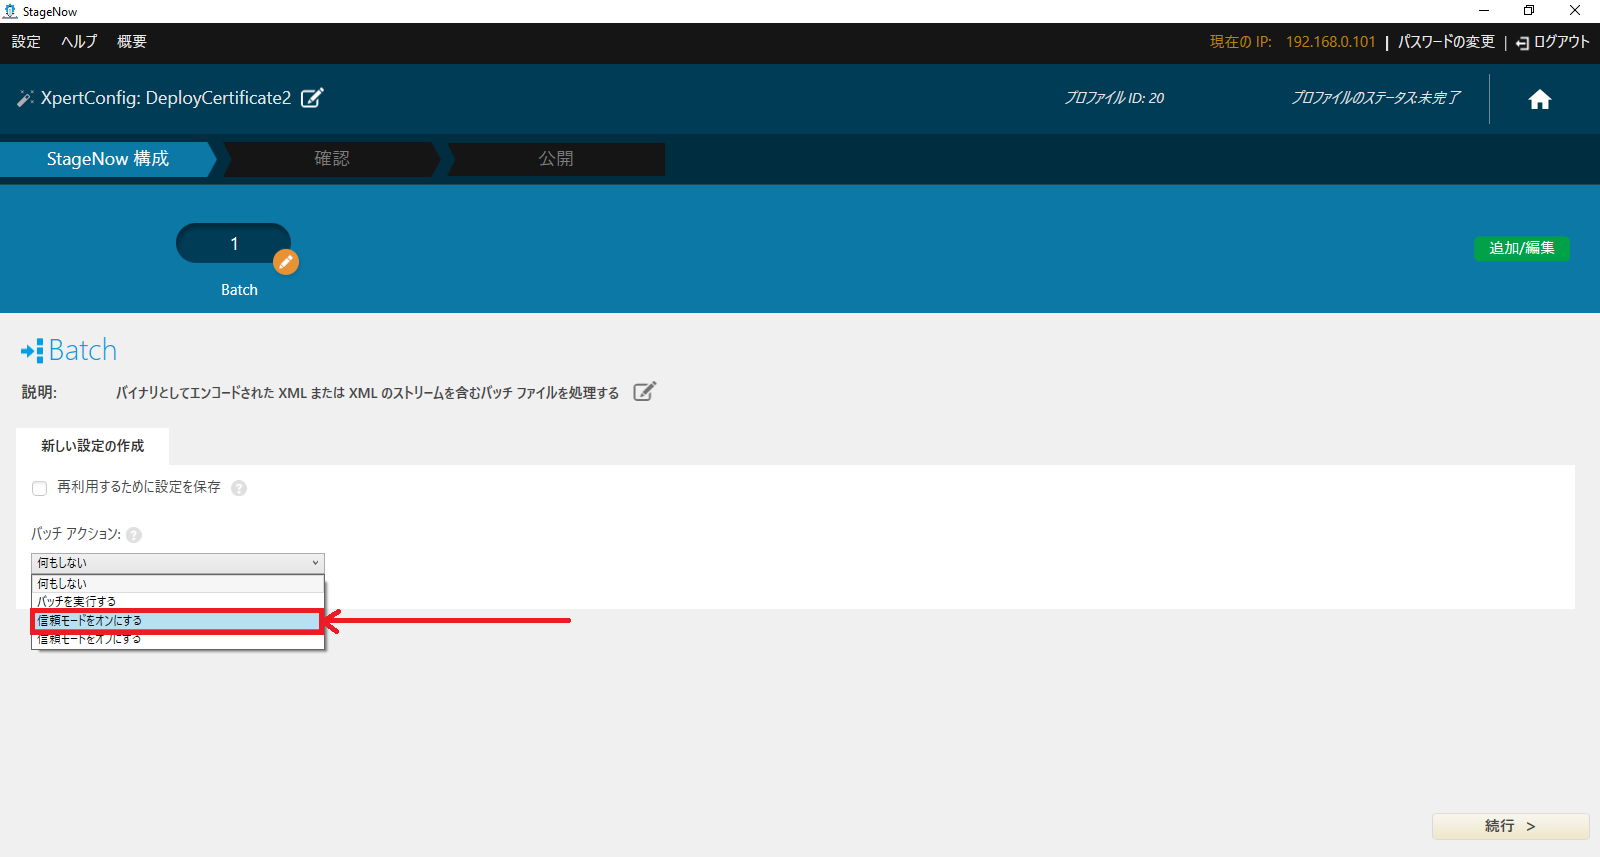 StageNow
設定 ヘルプ 概要 現在の IP: 192.168.0.101 | パスワードの変更 | ログアウト
XpertConfig: DeployCertificate2 プロファイル ID: 20 プロファイルのステータス:未完了
StageNow 構成 確認 公開
1
追加/編集
Batch
Batch
説明: バイナリとしてエンコードされた XML または XML のストリームを含むバッチ ファイルを処理する
新しい設定の作成
再利用するために設定を保存 ?
バッチ アクション: ?
何もしない
何もしない
バッチを実行する
信頼モードをオンにする
信頼モードをオフにする
続行 >